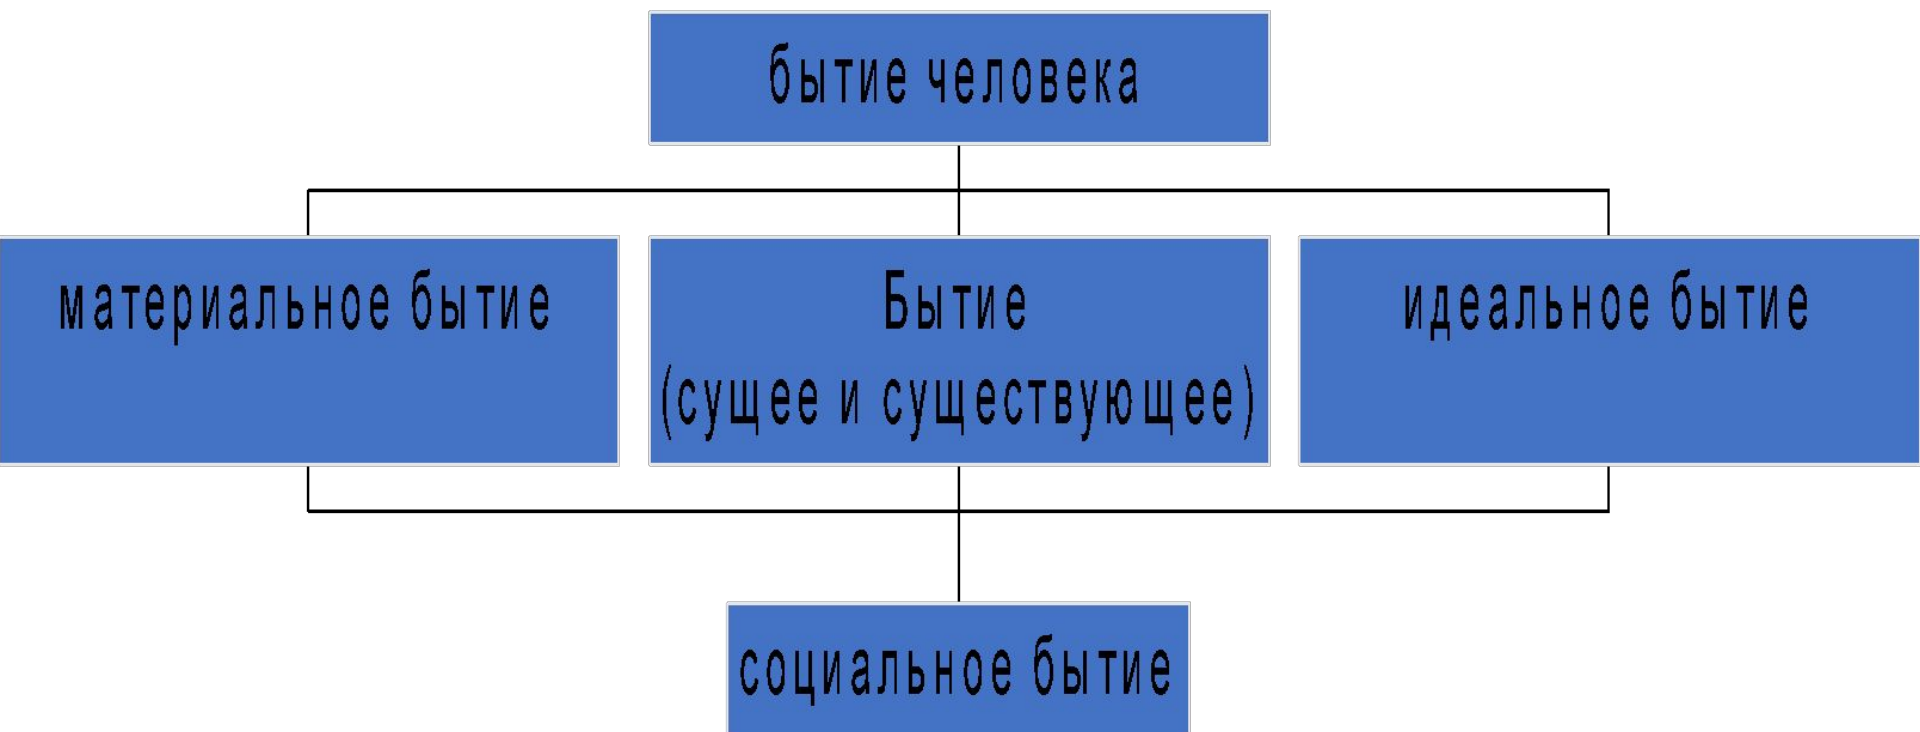 бытие человека
материальное бытие
Бытие
(сущее и существующее)
идеальное бытие
социальное бытие